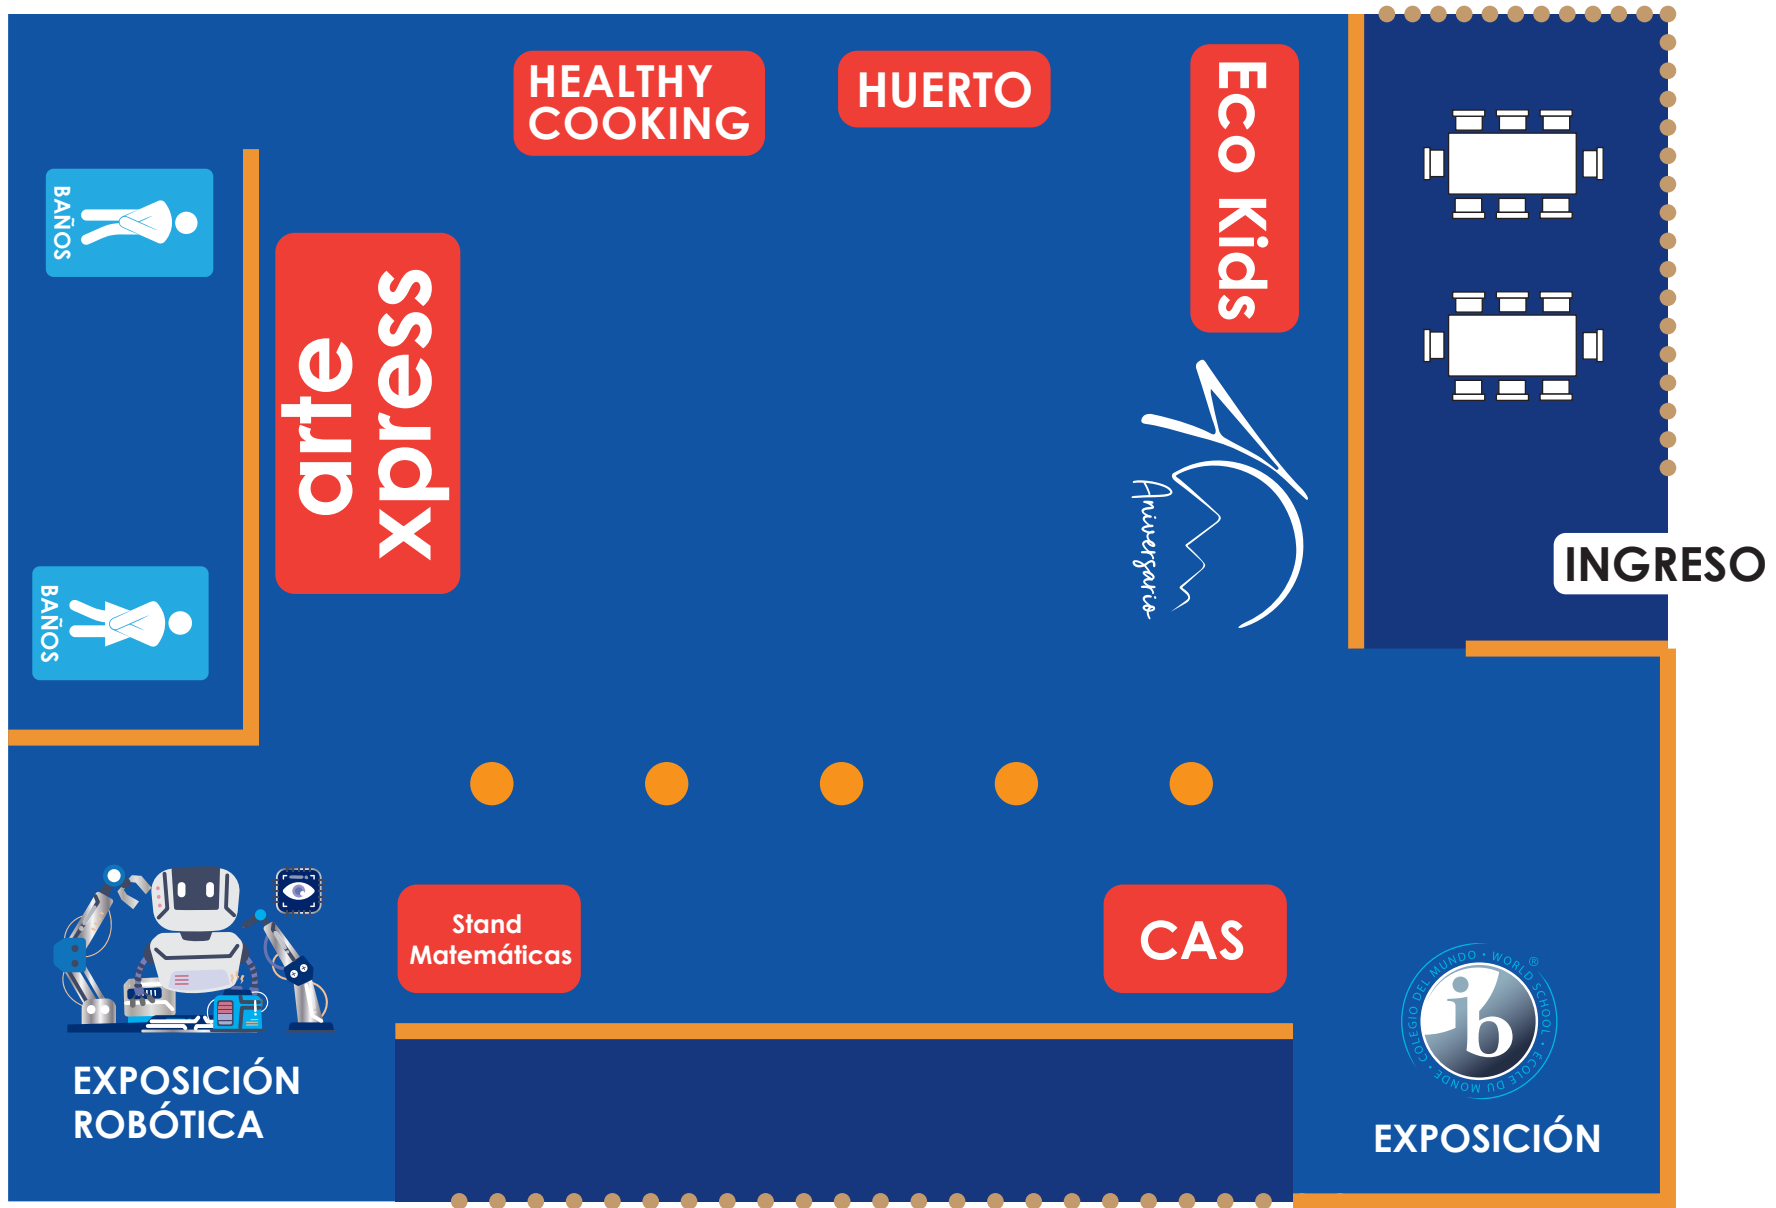 HEALTHY
COOKING
HUERTO
Eco Kids
BAÑOS
arte
xpress
Aniversario
INGRESO
BAÑOS
Stand
Matemáticas
CAS
EXPOSICIÓN
ROBÓTICA
COLEGIO DEL MUNDO • WORLD SCHOOL • ÉCOLE DU MONDE •
®
ib
EXPOSICIÓN